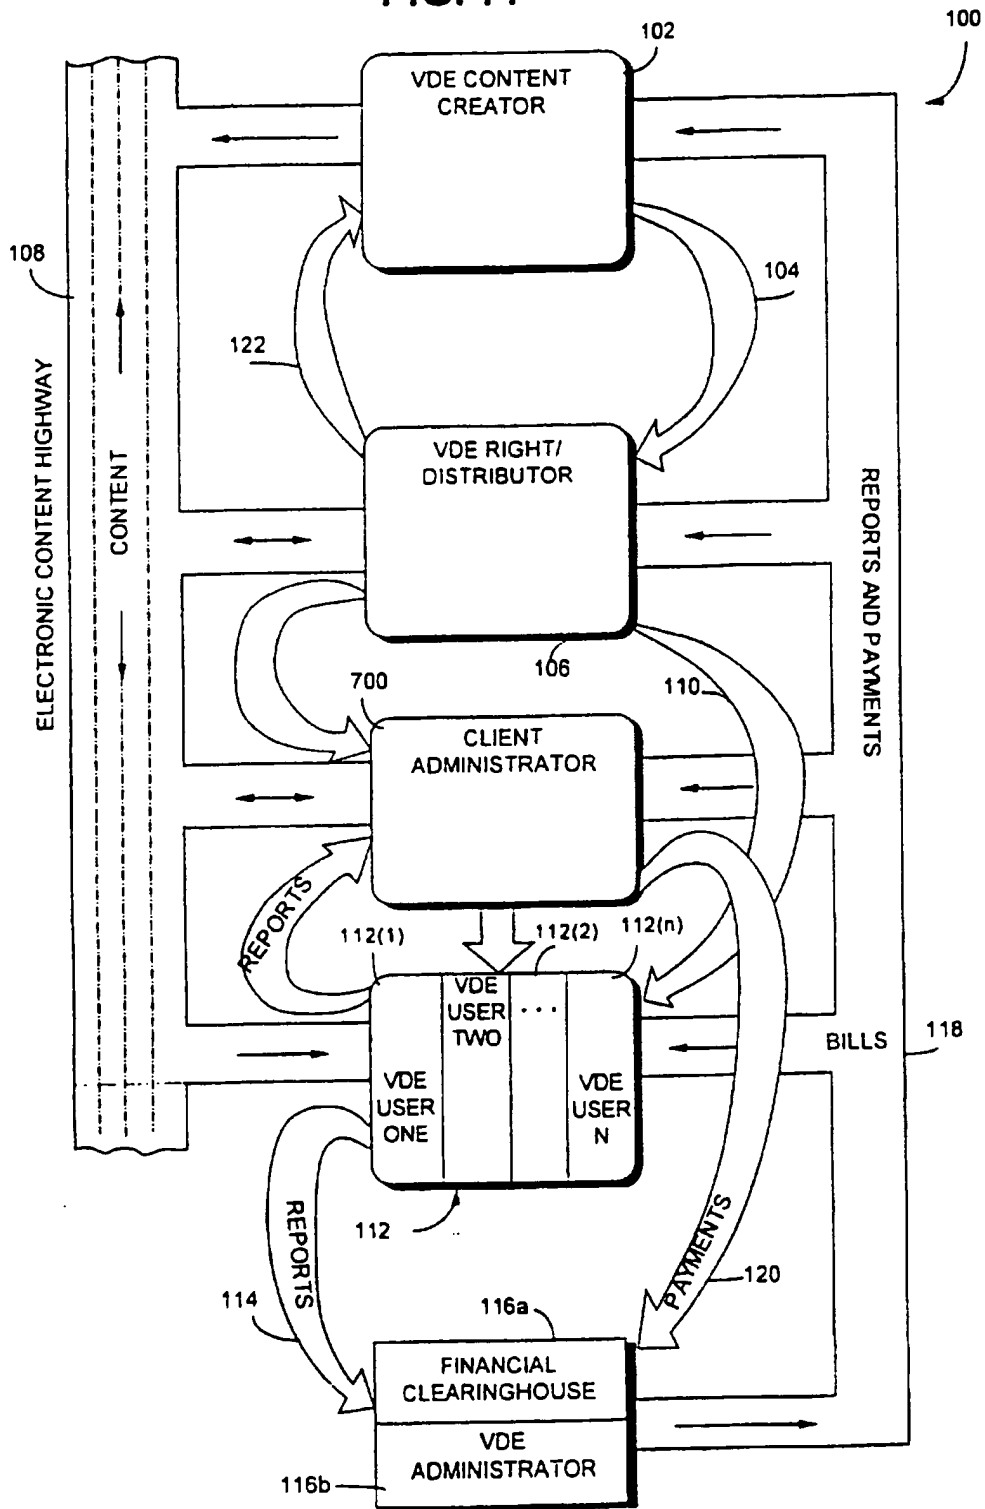 100
102
VDE CONTENT
CREATOR
108
104
122
ELECTRONIC CONTENT HIGHWAY
CONTENT
VDE RIGHT/
DISTRIBUTOR
REPORTS AND PAYMENTS
106
110
700
CLIENT
ADMINISTRATOR
REPORTS
112(1)
112(2)
112(n)
VDE
USER
TWO
...
BILLS
118
VDE
USER
ONE
VDE
USER
N
112
REPORTS
PAYMENTS
120
114
116a
FINANCIAL
CLEARINGHOUSE
VDE
ADMINISTRATOR
116b